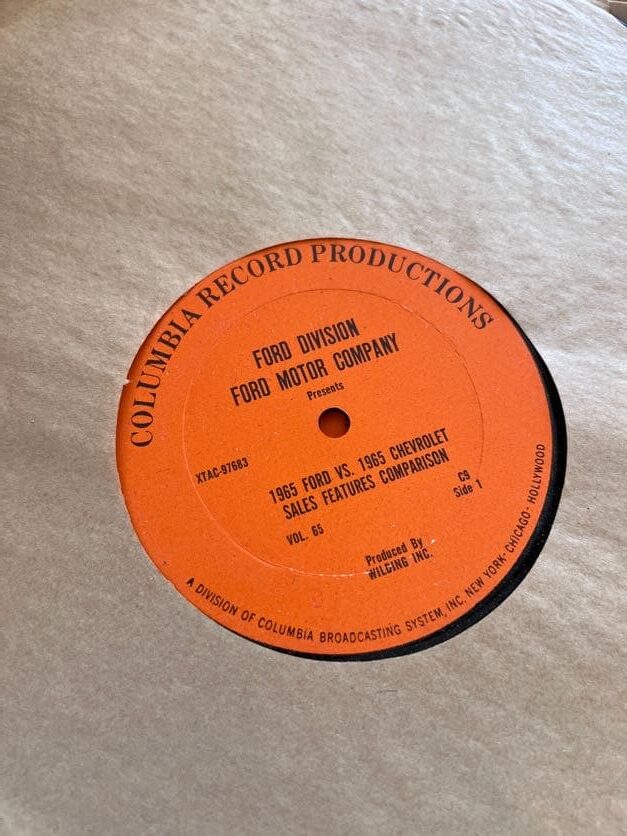 COLUMBIA RECORD PRODUCTIONS
FORD DIVISION
FORD MOTOR COMPANY
Presents
XTAC-97683
1965 FORD VS. 1965 CHEVROLET
SALES FEATURES COMPARISON
C9
Side 1
VOL. 65
Produced By
WILDING INC.
A DIVISION OF COLUMBIA BROADCASTING SYSTEM, INC. NEW YORK-CHICAGO-HOLLYWOOD